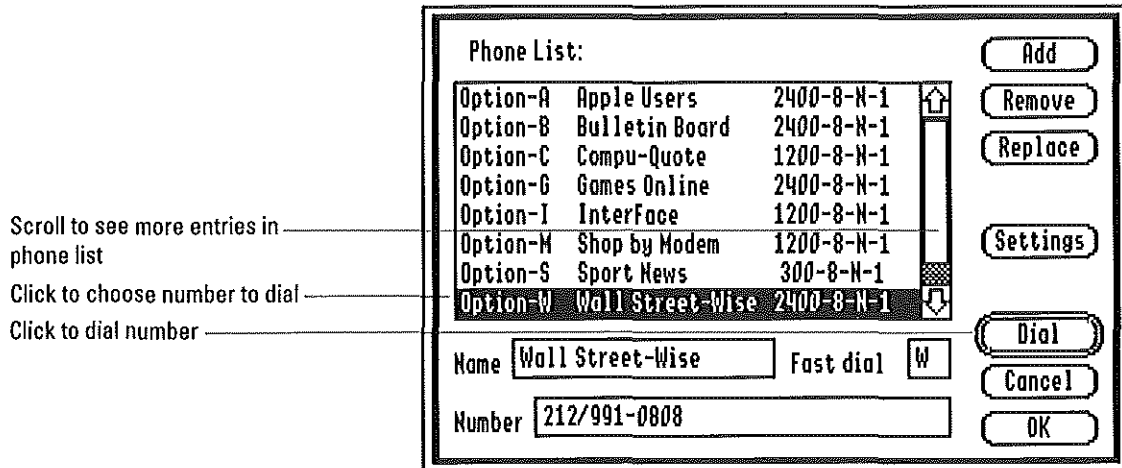 Phone List:
Option-A Apple Users 2400-8-N-1
Option-B Bulletin Board 2400-8-N-1
Option-C Compu-Quote 1200-8-N-1
Option-G Games Online 2400-8-N-1
Option-I InterFace 1200-8-N-1
Option-M Shop by Modem 1200-8-N-1
Option-S Sport News 300-8-N-1
Option-W Wall Street-Wise 2400-8-N-1
Name Wall Street-Wise Fast dial W
Number 212/991-0808
Add
Remove
Replace
Settings
Dial
Cancel
OK
Scroll to see more entries in
phone list
Click to choose number to dial
Click to dial number